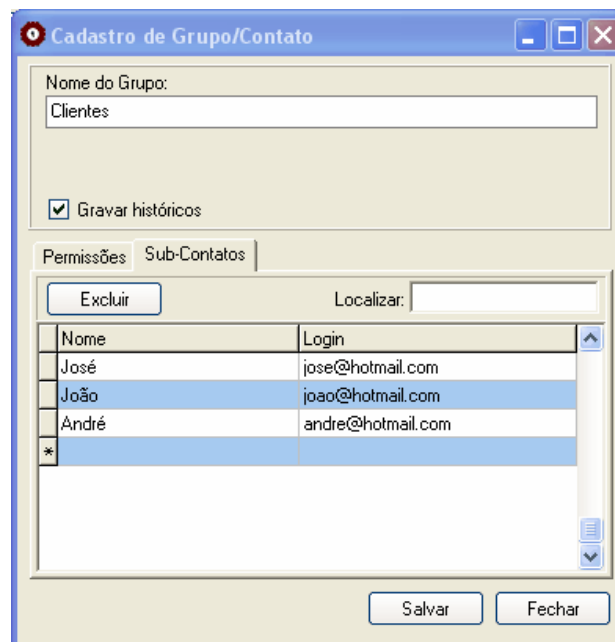 Cadastro de Grupo/Contato
Nome do Grupo:
Clientes
Gravar históricos
Permissões Sub-Contatos
Excluir Localizar:
Nome Login
José jose@hotmail.com
João joao@hotmail.com
André andre@hotmail.com
*
Salvar Fechar